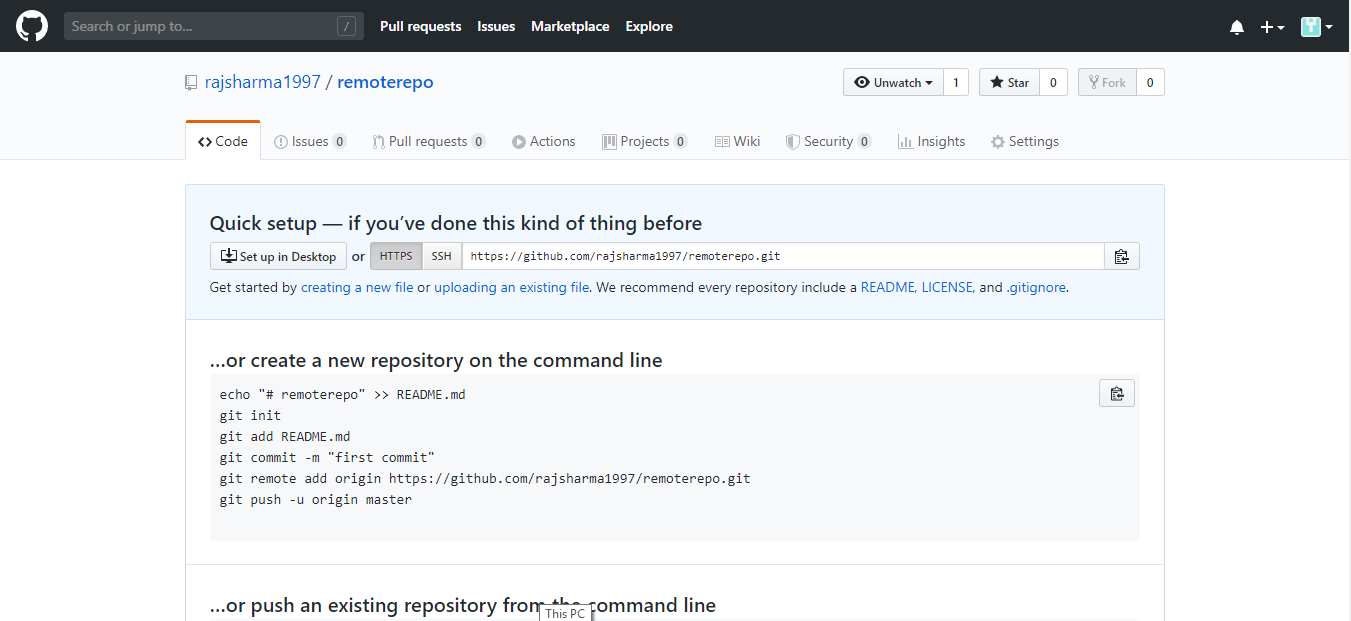 Search or jump to... / Pull requests Issues Marketplace Explore
rajsharma1997 / remoterepo Unwatch 1 Star 0 Fork 0
Code Issues 0 Pull requests 0 Actions Projects 0 Wiki Security 0 Insights Settings
Quick setup — if you’ve done this kind of thing before
Set up in Desktop or HTTPS SSH https://github.com/rajsharma1997/remoterepo.git
Get started by creating a new file or uploading an existing file. We recommend every repository include a README, LICENSE, and .gitignore.
…or create a new repository on the command line
echo "# remoterepo" >> README.md
git init
git add README.md
git commit -m "first commit"
git remote add origin https://github.com/rajsharma1997/remoterepo.git
git push -u origin master
…or push an existing repository from the command line
This PC